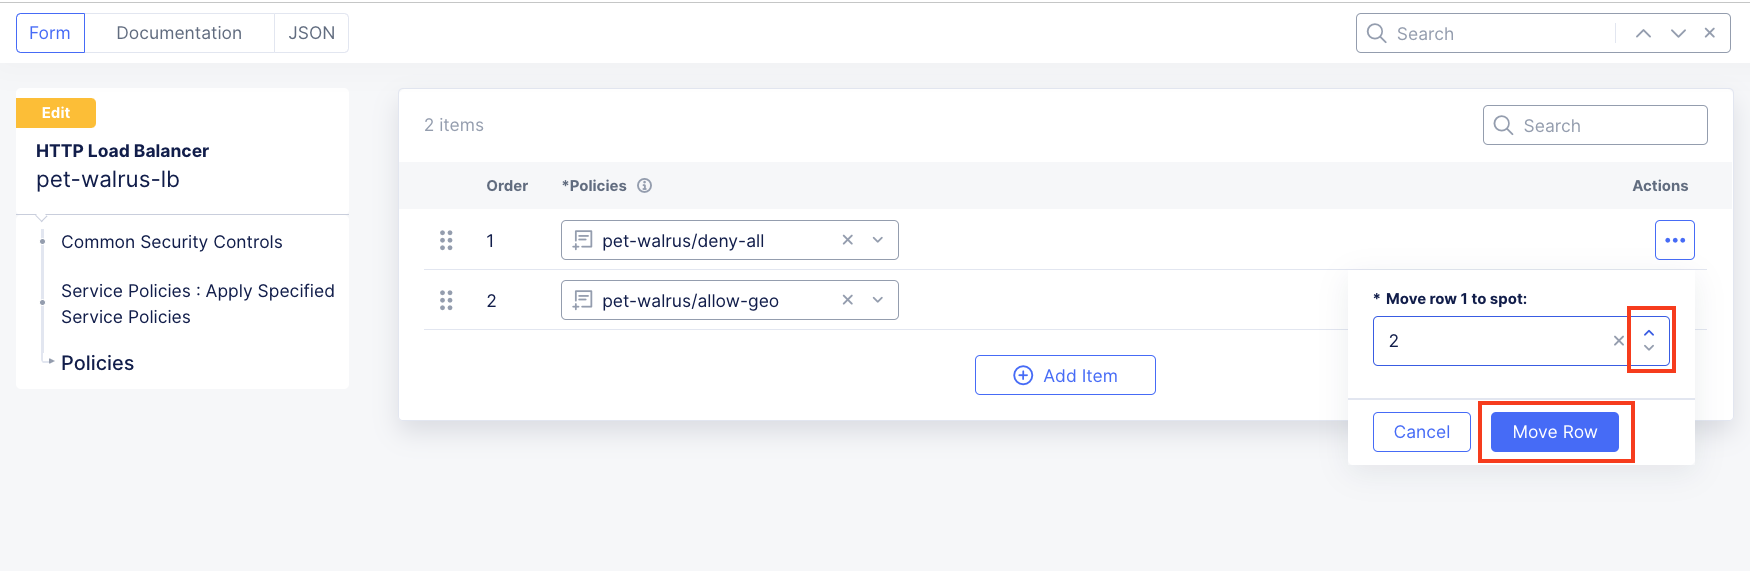 Form
Documentation
JSON
Search
Edit
HTTP Load Balancer
pet-walrus-lb
Common Security Controls
Service Policies : Apply Specified
Service Policies
Policies
2 items
Search
Order
*Policies
Actions
1
pet-walrus/deny-all
2
pet-walrus/allow-geo
Add Item
* Move row 1 to spot:
2
Cancel
Move Row